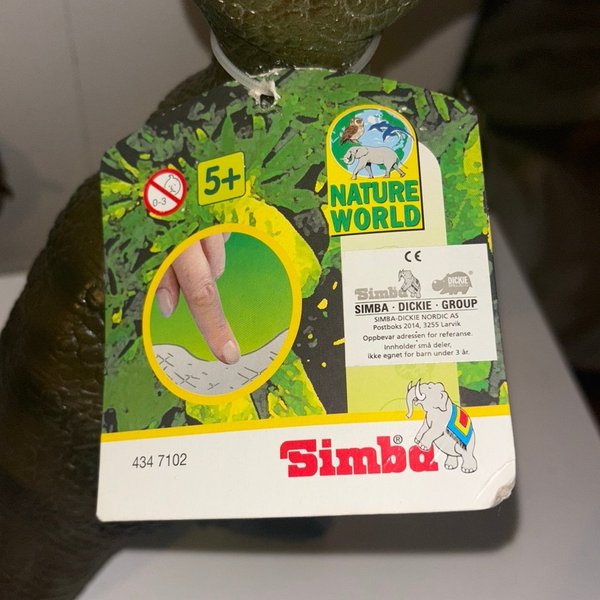 0-3
5+
NATURE
WORLD
CE
Simba
DICKIE
SIMBA · DICKIE · GROUP
SIMBA-DICKIE NORDIC AS
Postboks 2014, 3255 Larvik
Oppbevar adressen for referanse.
Innholder små deler,
ikke egnet for barn under 3 år.
434 7102
Simba®